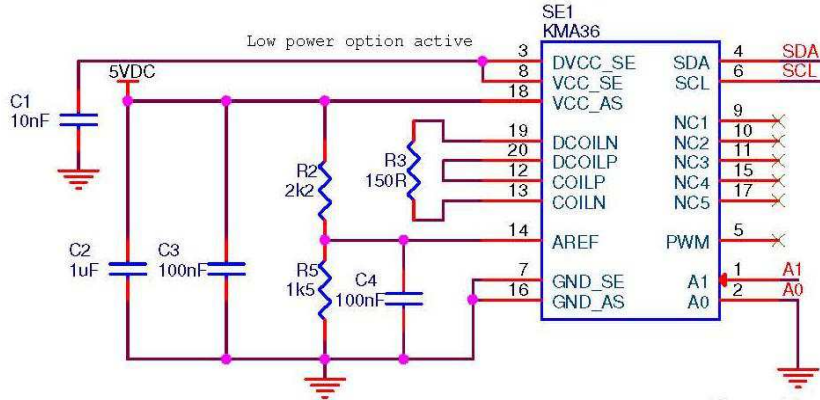 SE1
KMA36
Low power option active
5VDC
C1
10nF
3 DVCC_SE SDA 4 SDA
8 VCC_SE SCL 6 SCL
18 VCC_AS
NC1 9
19 DCOILN NC2 10
20 DCOILP NC3 11
12 COILP NC4 15
13 COILN NC5 17
R3
150R
R2
2k2
14 AREF PWM 5
C2
1uF
C3
100nF
R5
1k5
C4
100nF
7 GND_SE A1 1 A1
16 GND_AS A0 2 A0